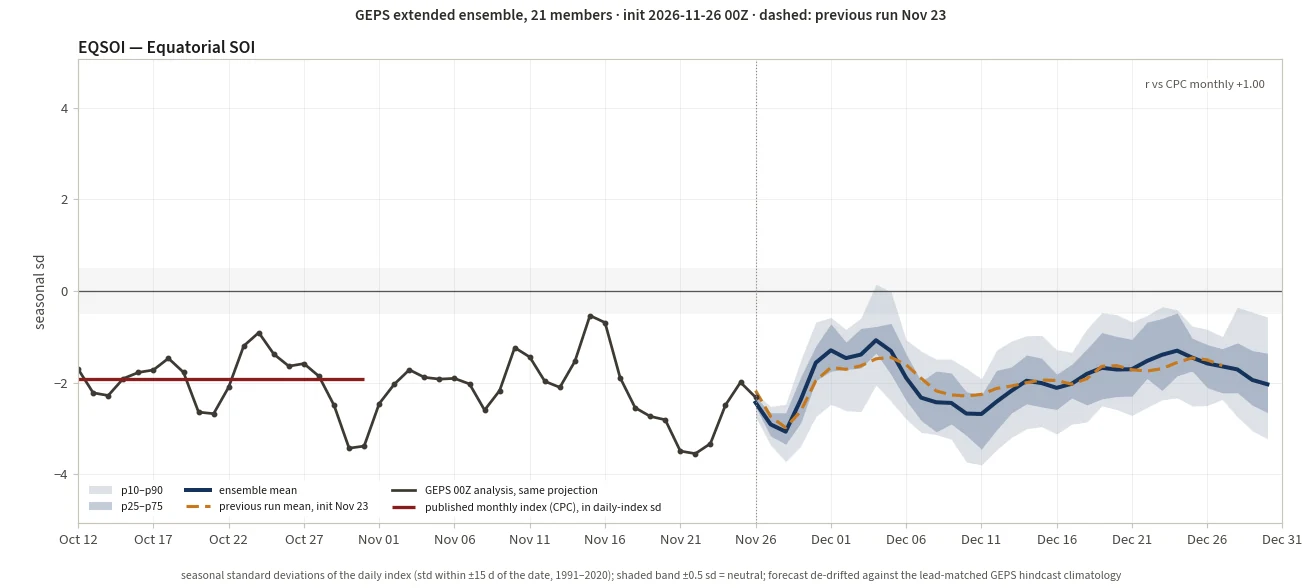 GEPS extended ensemble, 21 members · init 2026-11-26 00Z · dashed: previous run Nov 23
EQSOI — Equatorial SOI
r vs CPC monthly +1.00
seasonal sd
4
2
0
−2
−4
p10–p90
p25–p75
ensemble mean
previous run mean, init Nov 23
GEPS 00Z analysis, same projection
published monthly index (CPC), in daily-index sd
Oct 12 Oct 17 Oct 22 Oct 27 Nov 01 Nov 06 Nov 11 Nov 16 Nov 21 Nov 26 Dec 01 Dec 06 Dec 11 Dec 16 Dec 21 Dec 26 Dec 31
seasonal standard deviations of the daily index (std within ±15 d of the date, 1991–2020); shaded band ±0.5 sd = neutral; forecast de-drifted against the lead-matched GEPS hindcast climatology